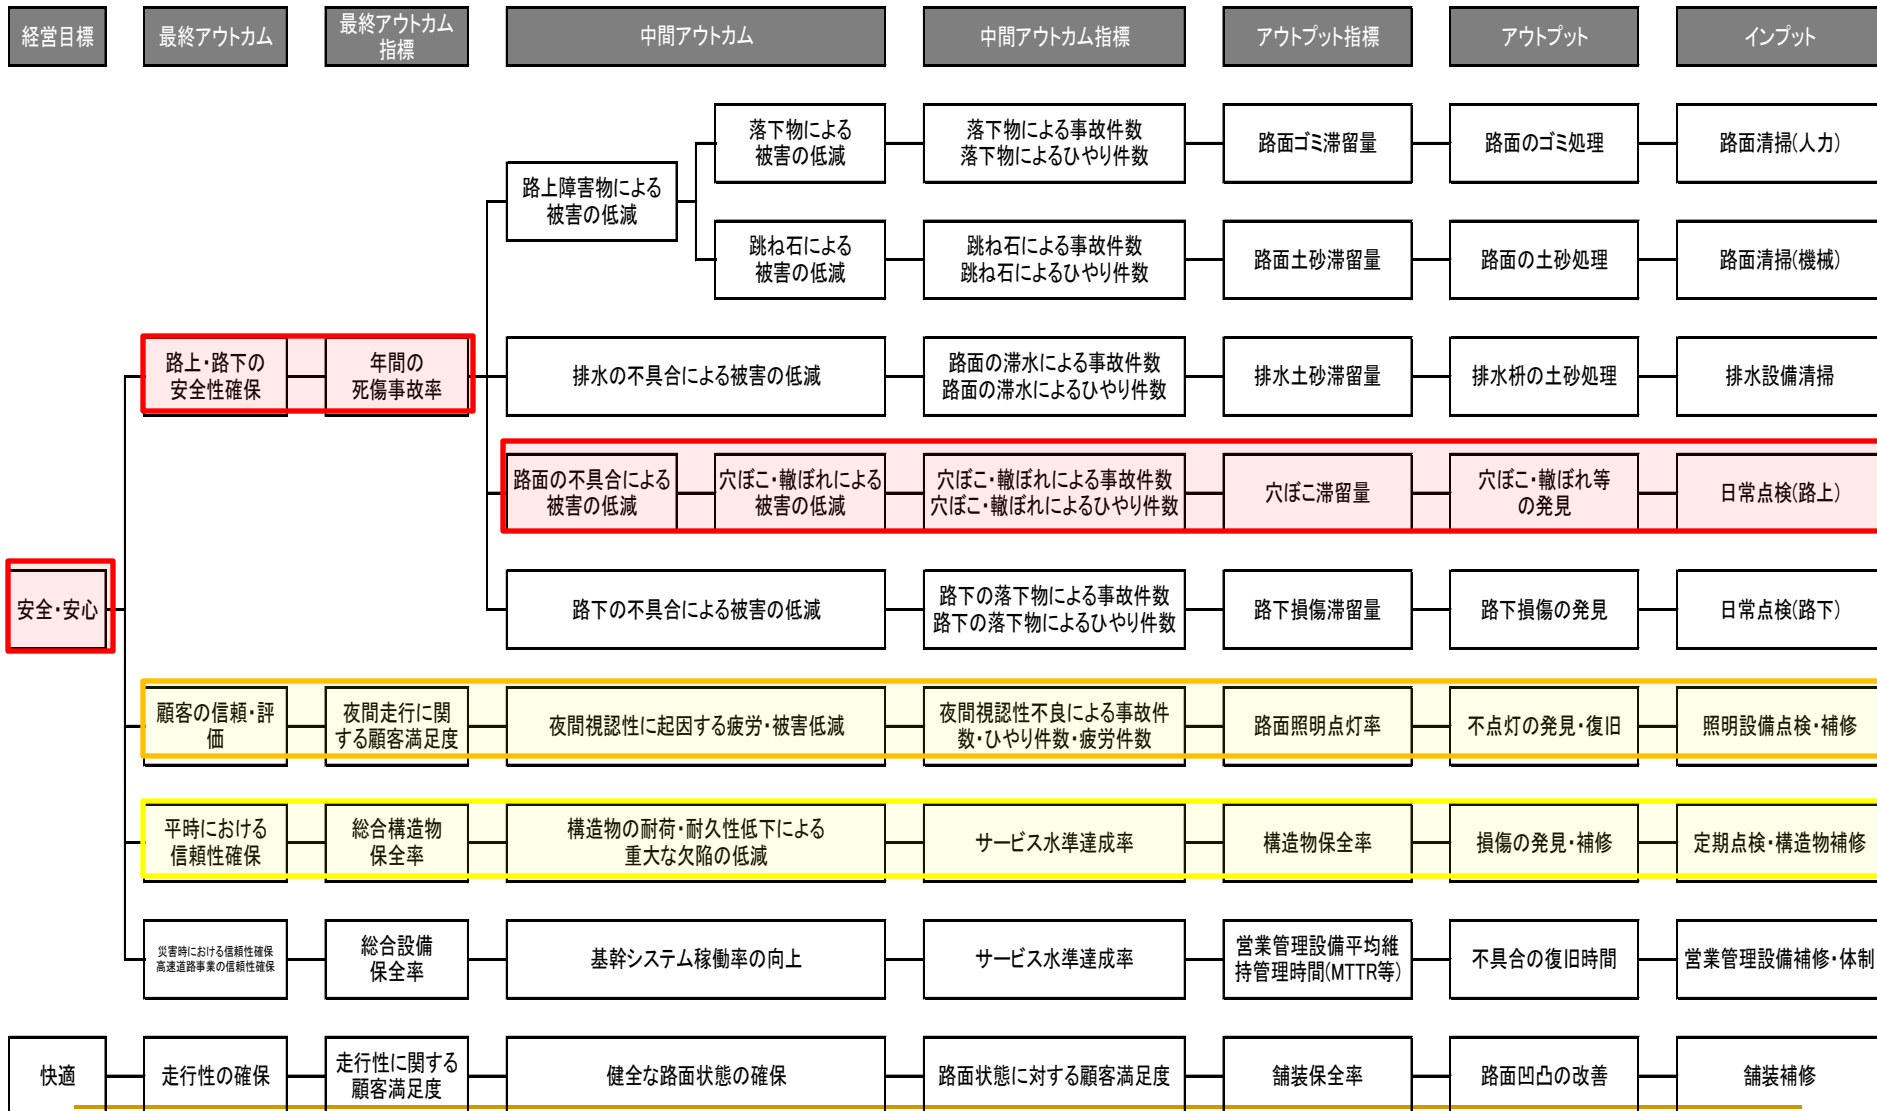 経営目標
最終アウトカム
最終アウトカム
指標
中間アウトカム
中間アウトカム指標
アウトプット指標
アウトプット
インプット
落下物による
被害の低減
落下物による事故件数
落下物によるひやり件数
路面ゴミ滞留量
路面のゴミ処理
路面清掃(人力)
路上障害物による
被害の低減
跳ね石による
被害の低減
跳ね石による事故件数
跳ね石によるひやり件数
路面土砂滞留量
路面の土砂処理
路面清掃(機械)
路上・路下の
安全性確保
年間の
死傷事故率
排水の不具合による被害の低減
路面の滞水による事故件数
路面の滞水によるひやり件数
排水土砂滞留量
排水枡の土砂処理
排水設備清掃
路面の不具合による
被害の低減
穴ぼこ・轍ぼれによる
被害の低減
穴ぼこ・轍ぼれによる事故件数
穴ぼこ・轍ぼれによるひやり件数
穴ぼこ滞留量
穴ぼこ・轍ぼれ等
の発見
日常点検(路上)
安全・安心
路下の不具合による被害の低減
路下の落下物による事故件数
路下の落下物によるひやり件数
路下損傷滞留量
路下損傷の発見
日常点検(路下)
顧客の信頼・評
価
夜間走行に関
する顧客満足度
夜間視認性に起因する疲労・被害低減
夜間視認性不良による事故件
数・ひやり件数・疲労件数
路面照明点灯率
不点灯の発見・復旧
照明設備点検・補修
平時における
信頼性確保
総合構造物
保全率
構造物の耐荷・耐久性低下による
重大な欠陥の低減
サービス水準達成率
構造物保全率
損傷の発見・補修
定期点検・構造物補修
災害時における信頼性確保
高速道路事業の信頼性確保
総合設備
保全率
基幹システム稼働率の向上
サービス水準達成率
営業管理設備平均維
持管理時間(MTTR等)
不具合の復旧時間
営業管理設備補修・体制
快適
走行性の確保
走行性に関する
顧客満足度
健全な路面状態の確保
路面状態に対する顧客満足度
舗装保全率
路面凹凸の改善
舗装補修